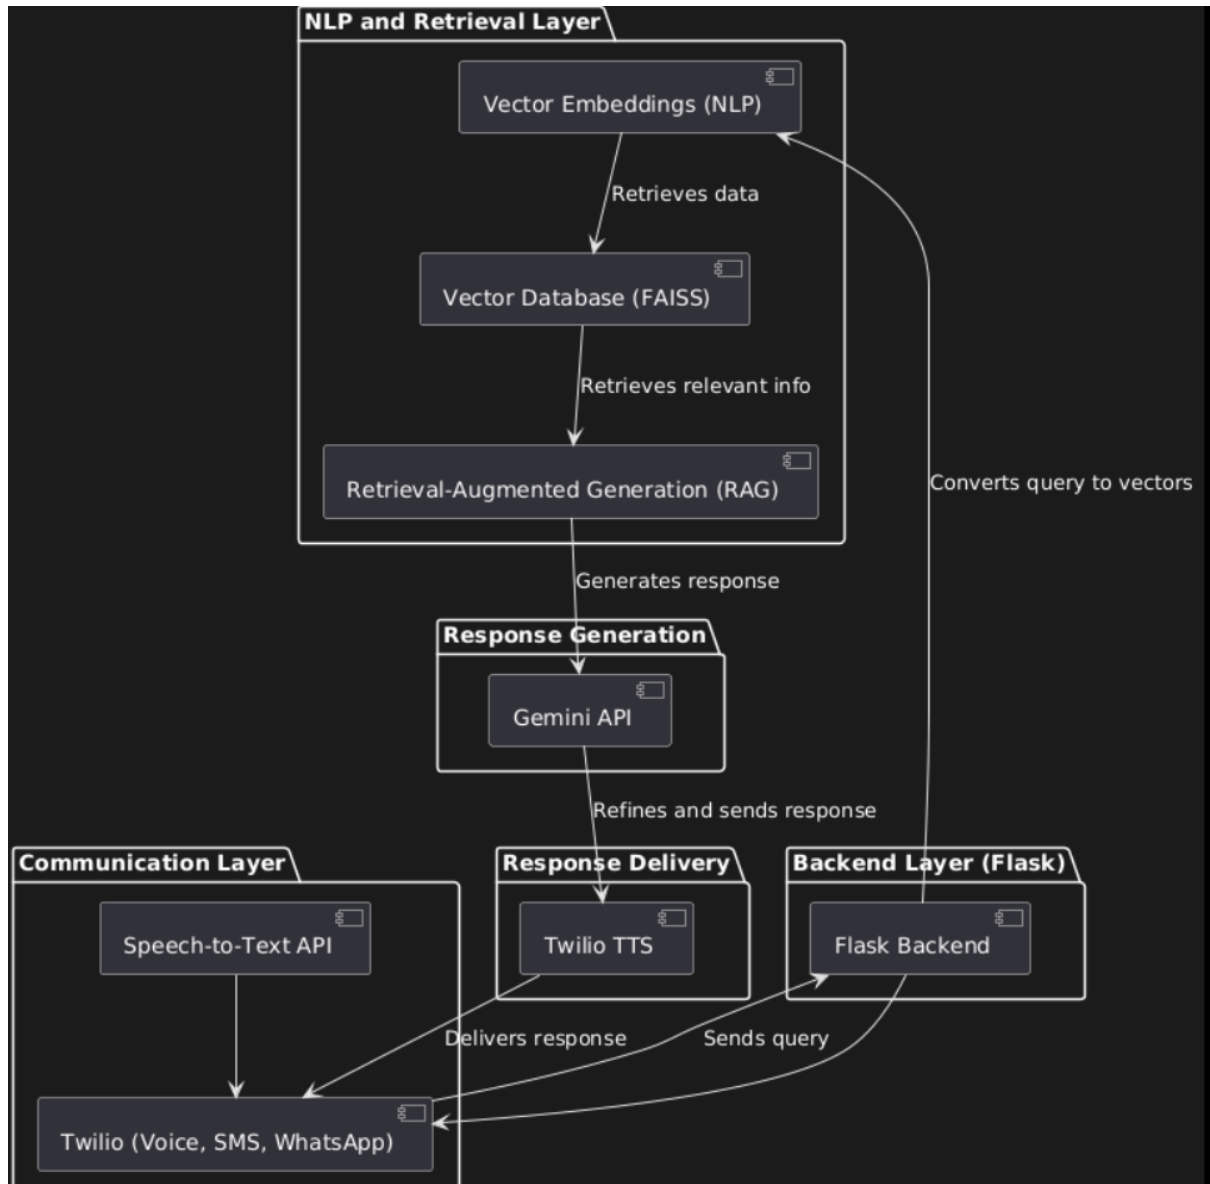 NLP and Retrieval Layer
Vector Embeddings (NLP)
Retrieves data
Vector Database (FAISS)
Retrieves relevant info
Retrieval-Augmented Generation (RAG)
Converts query to vectors
Generates response
Response Generation
Gemini API
Refines and sends response
Communication Layer
Response Delivery
Backend Layer (Flask)
Speech-to-Text API
Twilio TTS
Flask Backend
Delivers response
Sends query
Twilio (Voice, SMS, WhatsApp)